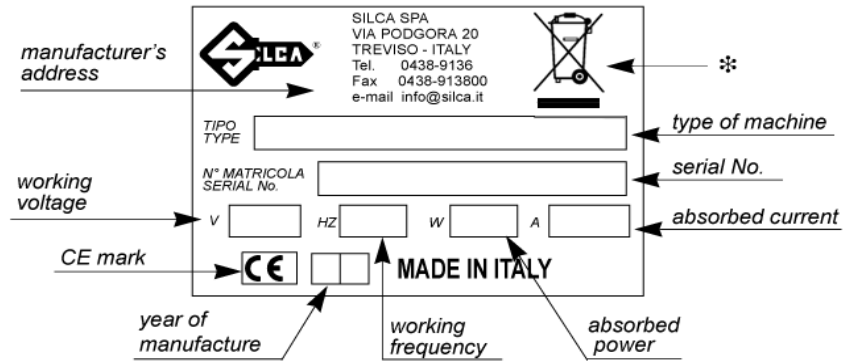 SILCA SPA
VIA PODGORA 20
TREVISO - ITALY
Tel. 0438-9136
Fax 0438-913800
e-mail info@silca.it
SILCA®
manufacturer's
address
*
TIPO
TYPE
type of machine
N° MATRICOLA
SERIAL No.
serial No.
working
voltage
V HZ W A
absorbed current
CE mark
CE
MADE IN ITALY
year of
manufacture
working
frequency
absorbed
power